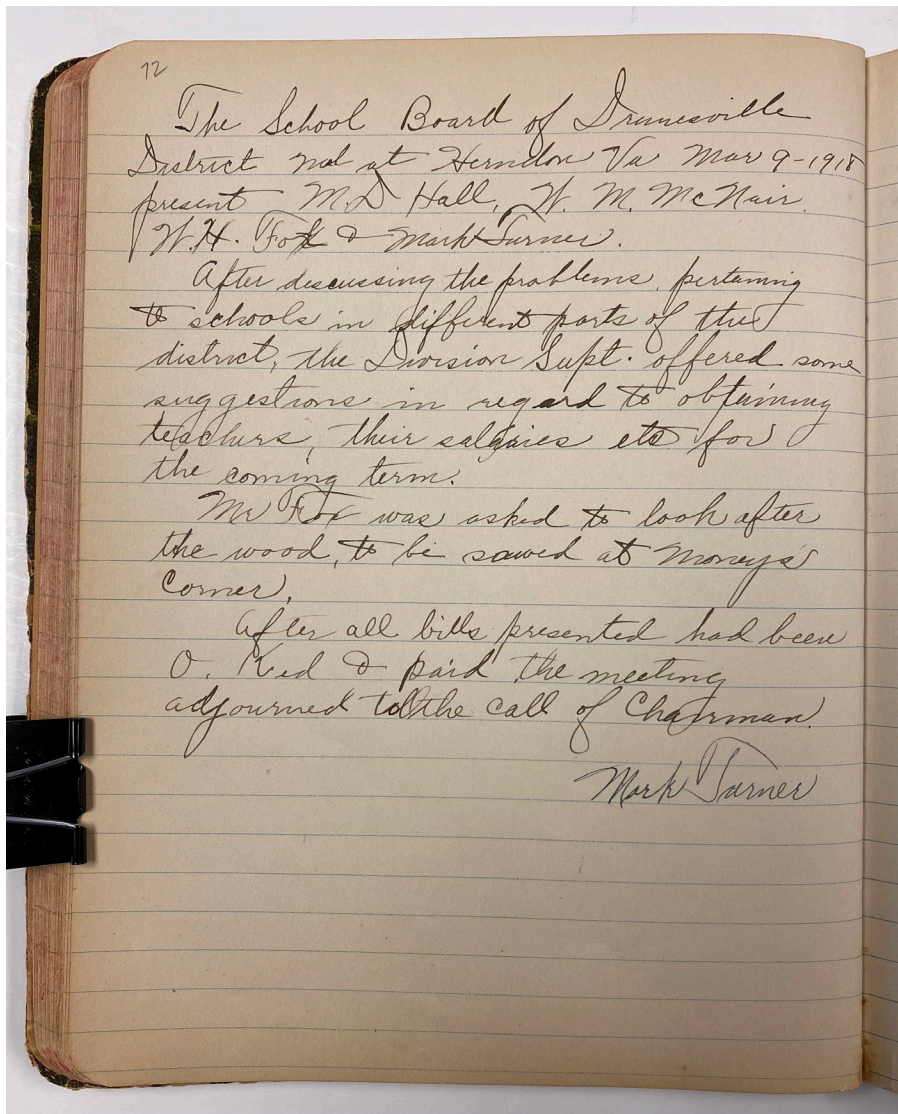 72
The School Board of Dranesville
District met at Herndon Va Mar 9-1918
present M.D Hall, W. M. McNair.
W.H. Fox & Mark Turner.
After discussing the problems, pertaining
to schools in different parts of the
district, the Division Supt. offered some
suggestions in regard to obtaining
teachers, their salaries etc for
the coming term.
Mr Fox was asked to look after
the wood, to be sawed at Money's
Corner.
After all bills presented had been
O. Ked & paid the meeting
adjourned to the call of Chairman.
Mark Turner